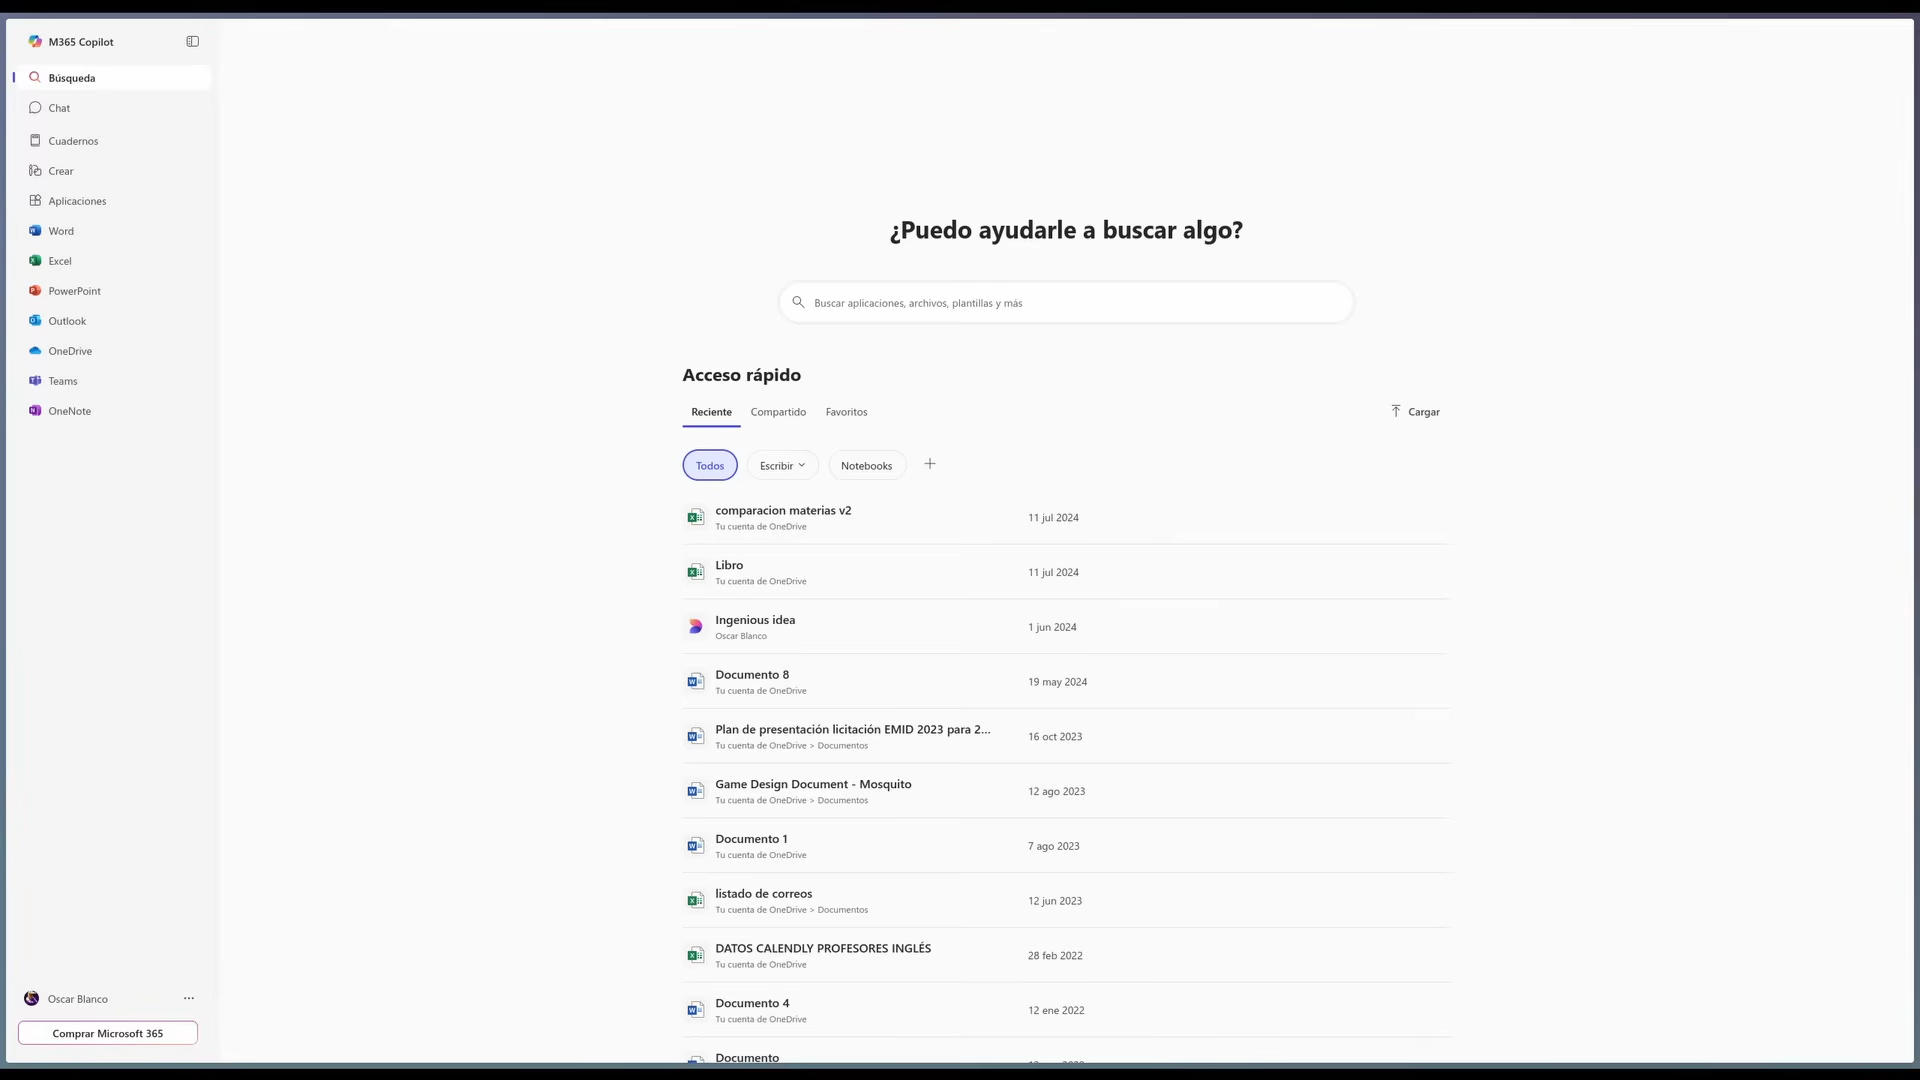 M365 Copilot
Búsqueda
Chat
Cuadernos
Crear
Aplicaciones
Word
Excel
PowerPoint
Outlook
OneDrive
Teams
OneNote
Oscar Blanco
Comprar Microsoft 365
¿Puedo ayudarle a buscar algo?
Buscar aplicaciones, archivos, plantillas y más
Acceso rápido
Reciente Compartido Favoritos Cargar
Todos Escribir Notebooks
comparacion materias v2 11 jul 2024
Tu cuenta de OneDrive
Libro 11 jul 2024
Tu cuenta de OneDrive
Ingenious idea 1 jun 2024
Oscar Blanco
Documento 8 19 may 2024
Tu cuenta de OneDrive
Plan de presentación licitación EMID 2023 para 2... 16 oct 2023
Tu cuenta de OneDrive > Documentos
Game Design Document - Mosquito 12 ago 2023
Tu cuenta de OneDrive > Documentos
Documento 1 7 ago 2023
Tu cuenta de OneDrive
listado de correos 12 jun 2023
Tu cuenta de OneDrive > Documentos
DATOS CALENDLY PROFESORES INGLÉS 28 feb 2022
Tu cuenta de OneDrive
Documento 4 12 ene 2022
Tu cuenta de OneDrive
Documento